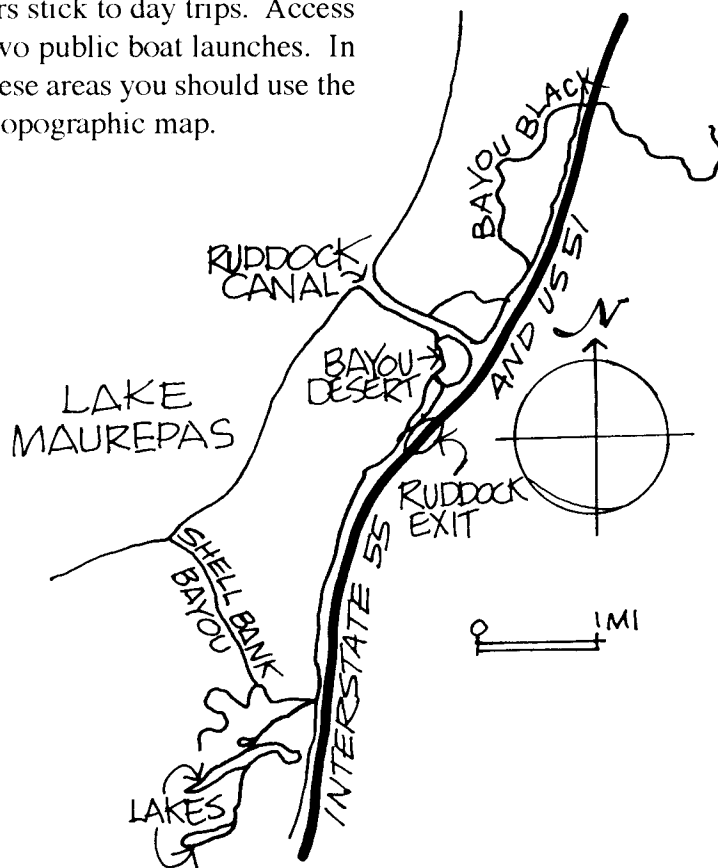 rs stick to day trips. Access
vo public boat launches. In
ese areas you should use the
opographic map.
BAYOU BLACK
RUDDOCK
CANAL
AND US 51
N
BAYOU
DESERT
LAKE
MAUREPAS
RUDDOCK
EXIT
SHELL BANK
BAYOU
INTERSTATE 55
0 1 MI
LAKES